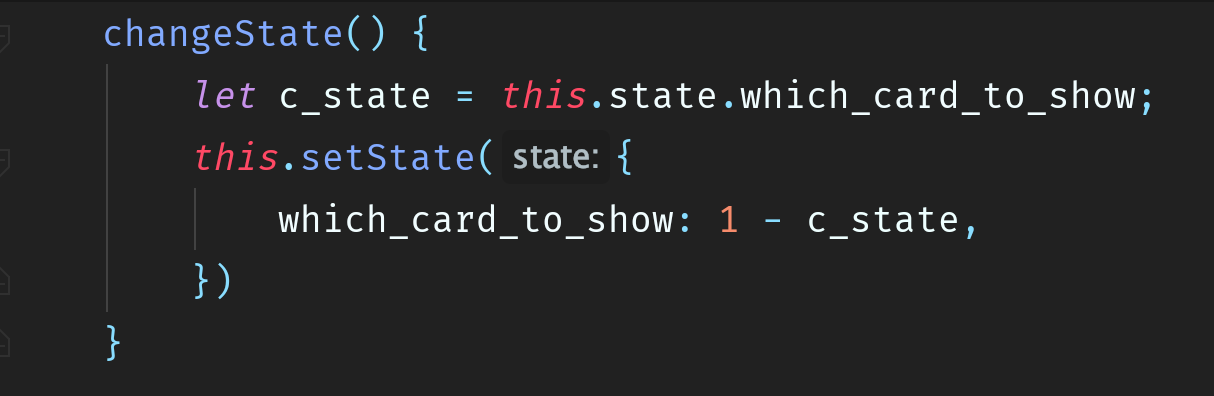 changeState() {
let c_state = this.state.which_card_to_show;
this.setState( state: {
which_card_to_show: 1 - c_state,
})
}